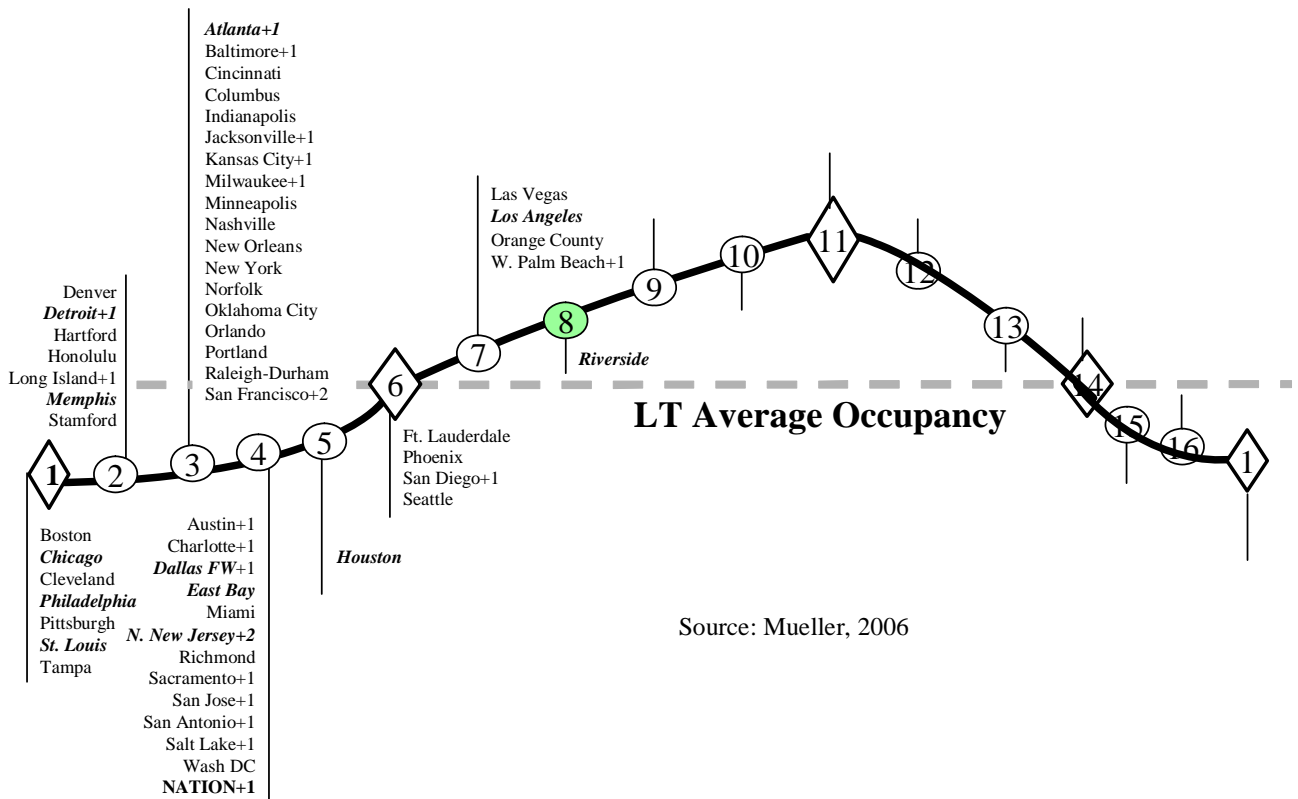 Atlanta+1
Baltimore+1
Cincinnati
Columbus
Indianapolis
Jacksonville+1
Kansas City+1
Milwaukee+1
Minneapolis
Nashville
New Orleans
New York
Norfolk
Oklahoma City
Orlando
Portland
Raleigh-Durham
San Francisco+2
Denver
Detroit+1
Hartford
Honolulu
Long Island+1
Memphis
Stamford
Las Vegas
Los Angeles
Orange County
W. Palm Beach+1
Riverside
LT Average Occupancy
1
2
3
4
5
6
7
8
9
10
11
12
13
14
15
16
1
Ft. Lauderdale
Phoenix
San Diego+1
Seattle
Houston
Boston
Chicago
Cleveland
Philadelphia
Pittsburgh
St. Louis
Tampa
Austin+1
Charlotte+1
Dallas FW+1
East Bay
Miami
N. New Jersey+2
Richmond
Sacramento+1
San Jose+1
San Antonio+1
Salt Lake+1
Wash DC
NATION+1
Source: Mueller, 2006